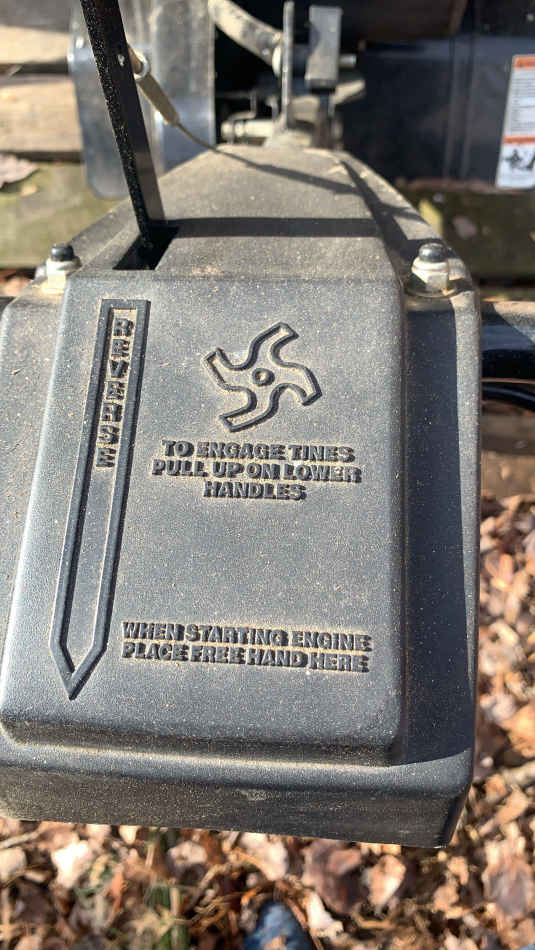 REVERSE
TO ENGAGE TINES
PULL UP ON LOWER
HANDLES
WHEN STARTING ENGINE
PLACE FREE HAND HERE